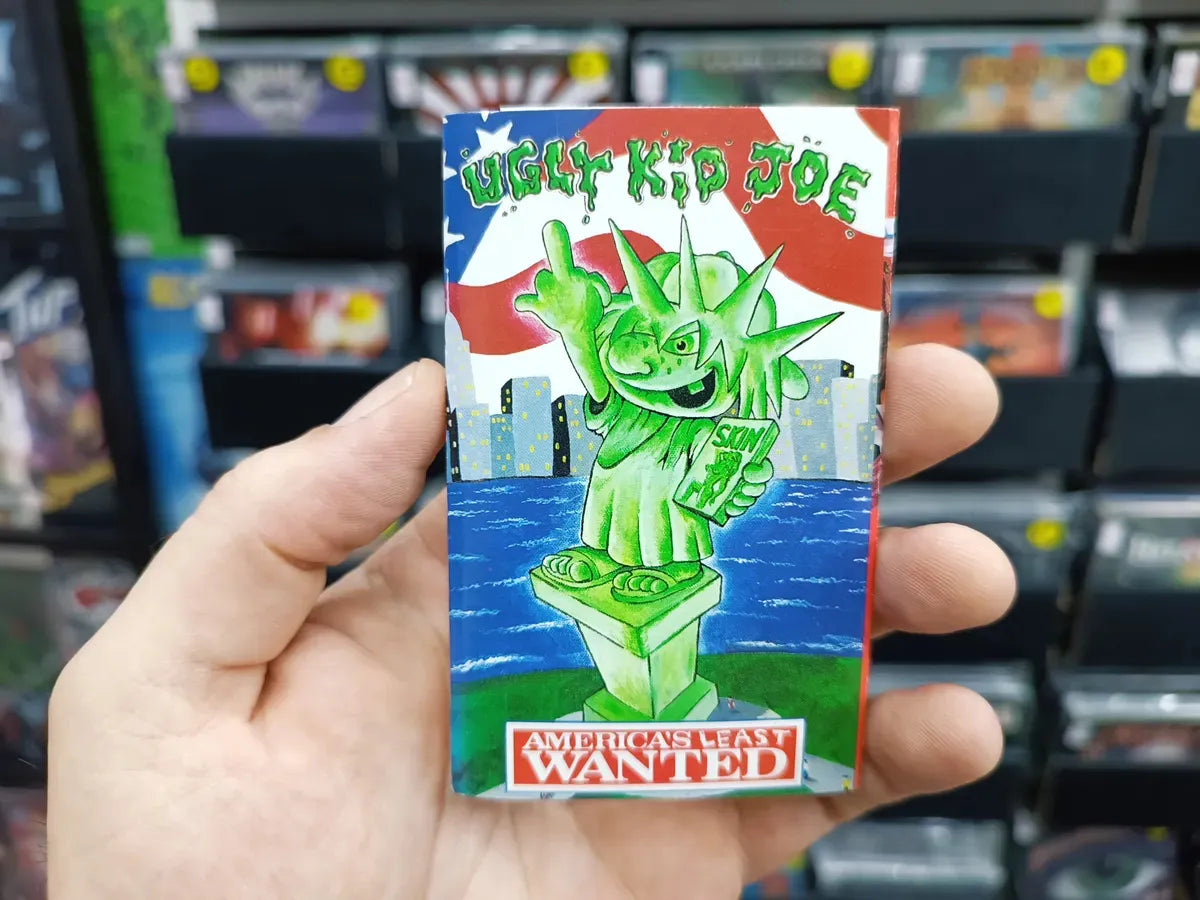 UGLY KID JOE
SKIN
AMERICA'S LEAST
WANTED